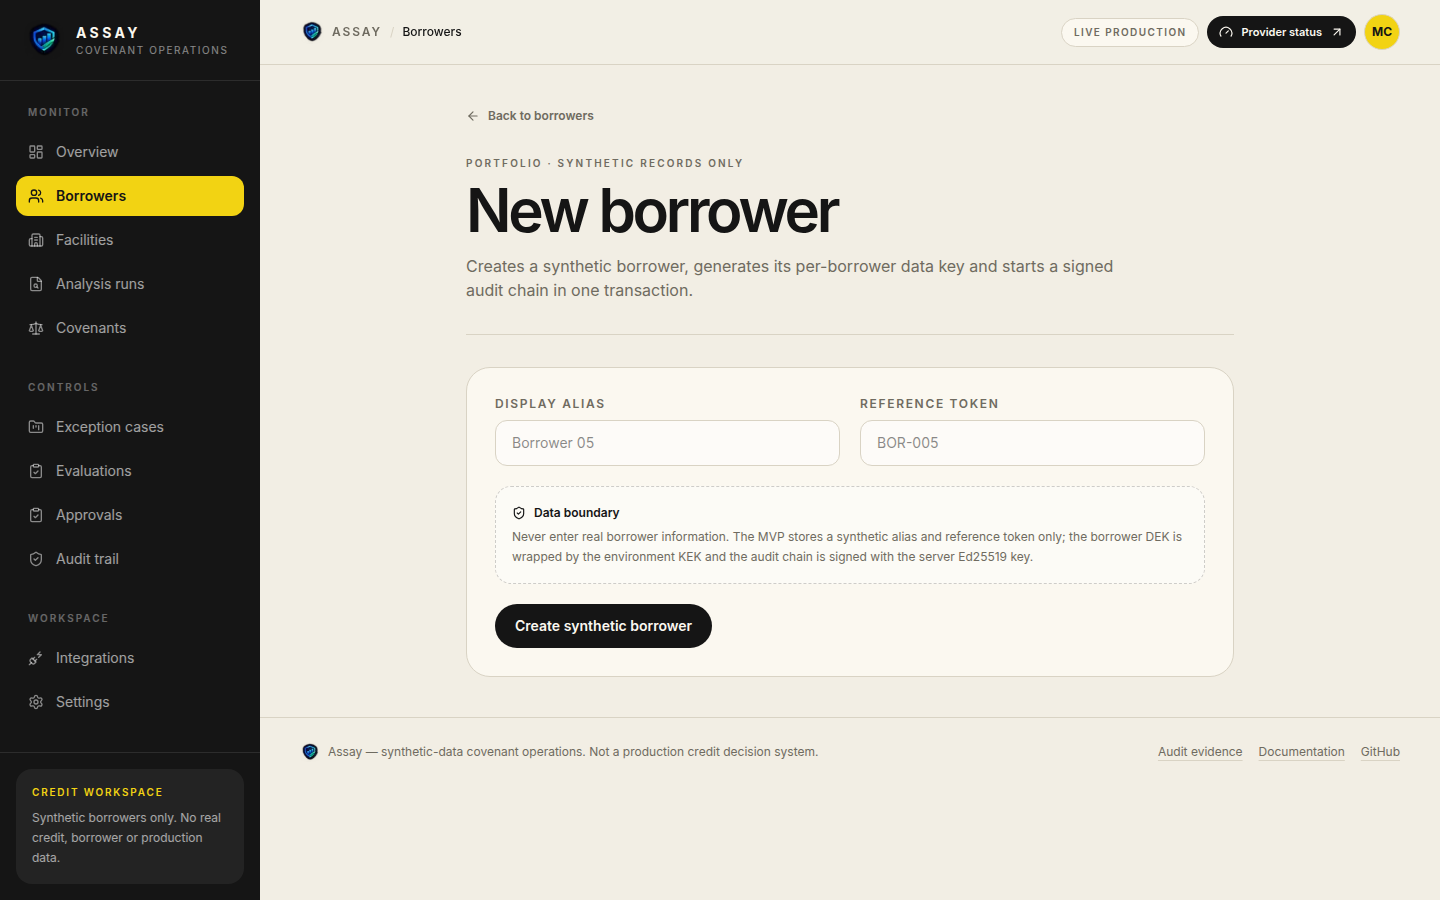 ASSAY
COVENANT OPERATIONS
MONITOR
Overview
Borrowers
Facilities
Analysis runs
Covenants
CONTROLS
Exception cases
Evaluations
Approvals
Audit trail
WORKSPACE
Integrations
Settings
CREDIT WORKSPACE
Synthetic borrowers only. No real
credit, borrower or production
data.
ASSAY / Borrowers
LIVE PRODUCTION
Provider status
MC
Back to borrowers
PORTFOLIO · SYNTHETIC RECORDS ONLY
New borrower
Creates a synthetic borrower, generates its per-borrower data key and starts a signed
audit chain in one transaction.
DISPLAY ALIAS
REFERENCE TOKEN
Borrower 05
BOR-005
Data boundary
Never enter real borrower information. The MVP stores a synthetic alias and reference token only; the borrower DEK is
wrapped by the environment KEK and the audit chain is signed with the server Ed25519 key.
Create synthetic borrower
Assay — synthetic-data covenant operations. Not a production credit decision system.
Audit evidence
Documentation
GitHub